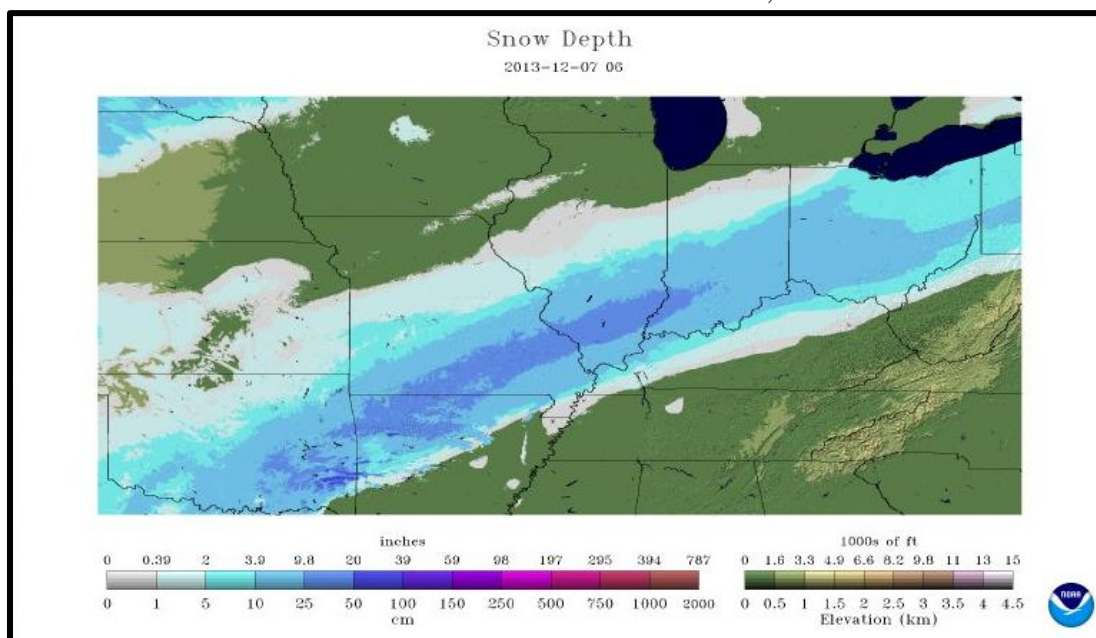 Snow Depth
2013-12-07 06
inches
0 0.39 2 3.9 9.8 20 39 59 98 197 295 394 787
0 1 5 10 25 50 100 150 250 500 750 1000 2000
cm
1000s of ft
0 1.6 3.3 4.9 6.6 8.2 9.8 11 13 15
0 0.5 1 1.5 2 2.5 3 3.5 4 4.5
Elevation (km)
NOAA